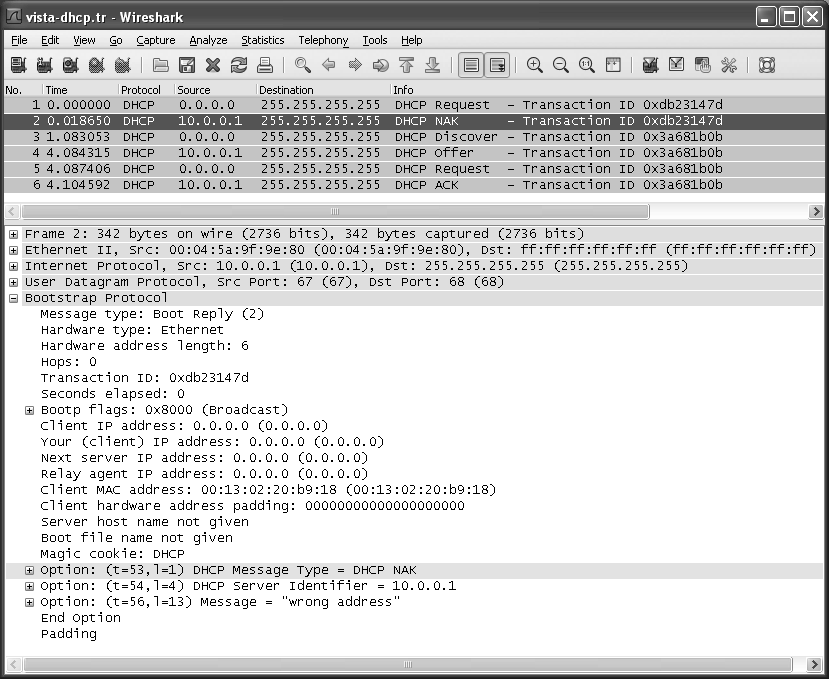 vista-dhcp.tr - Wireshark
File Edit View Go Capture Analyze Statistics Telephony Tools Help
No. Time Protocol Source Destination Info
1 0.000000 DHCP 0.0.0.0 255.255.255.255 DHCP Request - Transaction ID 0xdb23147d
2 0.018650 DHCP 10.0.0.1 255.255.255.255 DHCP NAK - Transaction ID 0xdb23147d
3 1.083053 DHCP 0.0.0.0 255.255.255.255 DHCP Discover - Transaction ID 0x3a681b0b
4 4.084315 DHCP 10.0.0.1 255.255.255.255 DHCP Offer - Transaction ID 0x3a681b0b
5 4.087406 DHCP 0.0.0.0 255.255.255.255 DHCP Request - Transaction ID 0x3a681b0b
6 4.104592 DHCP 10.0.0.1 255.255.255.255 DHCP ACK - Transaction ID 0x3a681b0b
Frame 2: 342 bytes on wire (2736 bits), 342 bytes captured (2736 bits)
Ethernet II, Src: 00:04:5a:9f:9e:80 (00:04:5a:9f:9e:80), Dst: ff:ff:ff:ff:ff:ff (ff:ff:ff:ff:ff:ff)
Internet Protocol, Src: 10.0.0.1 (10.0.0.1), Dst: 255.255.255.255 (255.255.255.255)
User Datagram Protocol, Src Port: 67 (67), Dst Port: 68 (68)
Bootstrap Protocol
Message type: Boot Reply (2)
Hardware type: Ethernet
Hardware address length: 6
Hops: 0
Transaction ID: 0xdb23147d
Seconds elapsed: 0
Bootp flags: 0x8000 (Broadcast)
Client IP address: 0.0.0.0 (0.0.0.0)
Your (client) IP address: 0.0.0.0 (0.0.0.0)
Next server IP address: 0.0.0.0 (0.0.0.0)
Relay agent IP address: 0.0.0.0 (0.0.0.0)
Client MAC address: 00:13:02:20:b9:18 (00:13:02:20:b9:18)
Client hardware address padding: 00000000000000000000
Server host name not given
Boot file name not given
Magic cookie: DHCP
Option: (t=53,l=1) DHCP Message Type = DHCP NAK
Option: (t=54,l=4) DHCP Server Identifier = 10.0.0.1
Option: (t=56,l=13) Message = "wrong address"
End Option
Padding